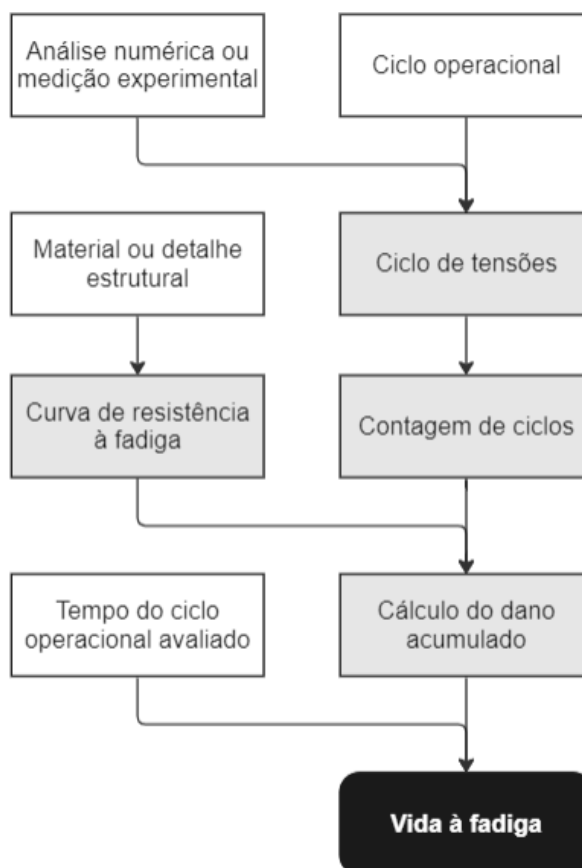 Análise numérica ou
medição experimental
Ciclo operacional
Material ou detalhe
estrutural
Ciclo de tensões
Curva de resistência
à fadiga
Contagem de ciclos
Tempo do ciclo
operacional avaliado
Cálculo do dano
acumulado
Vida à fadiga